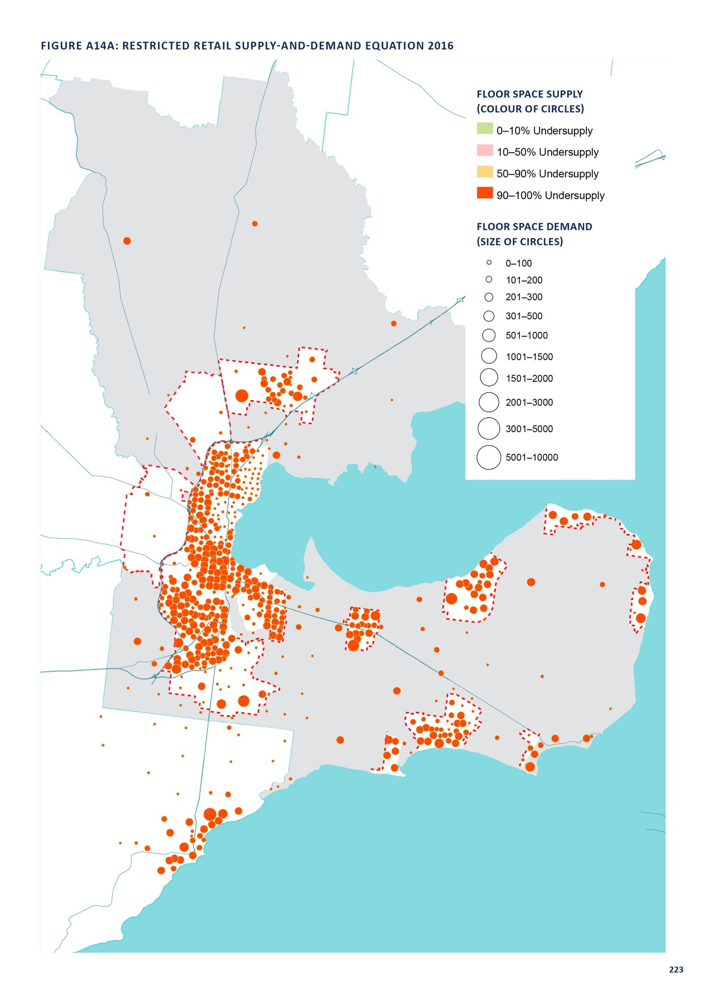 FIGURE A14A: RESTRICTED RETAIL SUPPLY-AND-DEMAND EQUATION 2016
FLOOR SPACE SUPPLY
(COLOUR OF CIRCLES)
0–10% Undersupply
10–50% Undersupply
50–90% Undersupply
90–100% Undersupply
FLOOR SPACE DEMAND
(SIZE OF CIRCLES)
0–100
101–200
201–300
301–500
501–1000
1001–1500
1501–2000
2001–3000
3001–5000
5001–10000
223